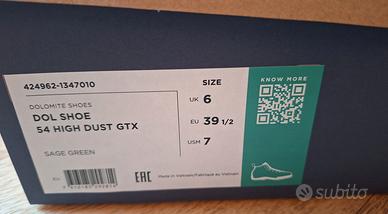 424962-1347010
DOLOMITE SHOES
DOL SHOE
54 HIGH DUST GTX
SAGE GREEN
SIZE
UK 6
EU 39 1/2
USM 7
KNOW MORE
EAC
Made in Vietnam/Fabriqué au Vietnam
subito